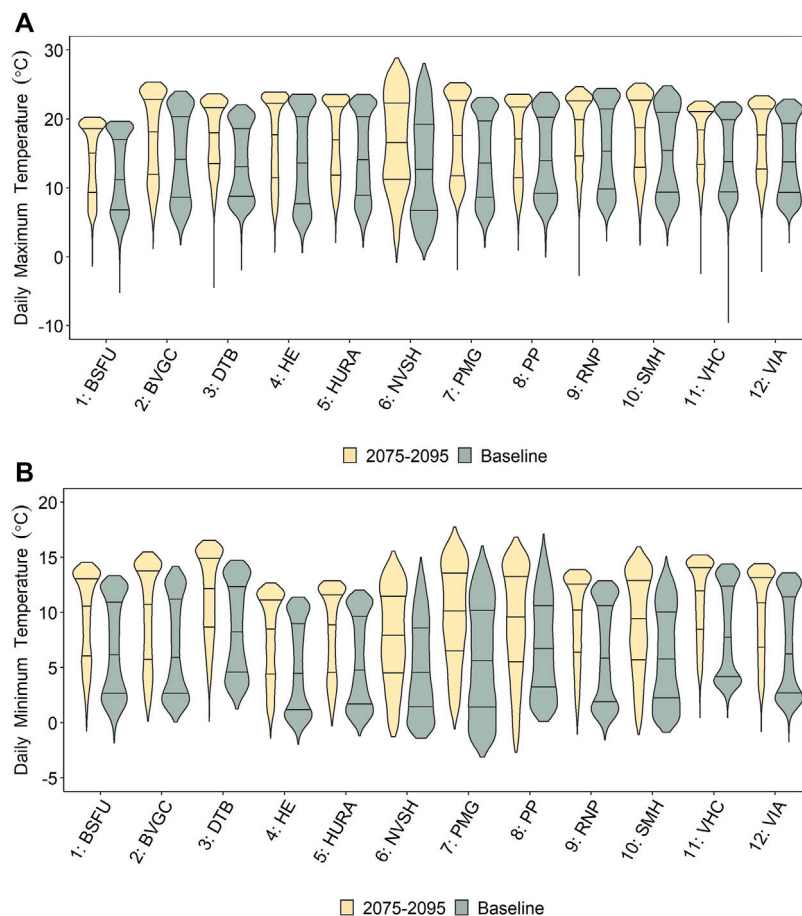 A
Daily Maximum Temperature (°C)
30
20
10
0
-10
1: BSFU
2: BVGC
3: DTB
4: HE
5: HURA
6: NVSH
7: PMG
8: PP
9: RNP
10: SMH
11: VHC
12: VIA
2075-2095 Baseline
B
Daily Minimum Temperature (°C)
20
15
10
5
0
-5
1: BSFU
2: BVGC
3: DTB
4: HE
5: HURA
6: NVSH
7: PMG
8: PP
9: RNP
10: SMH
11: VHC
12: VIA
2075-2095 Baseline